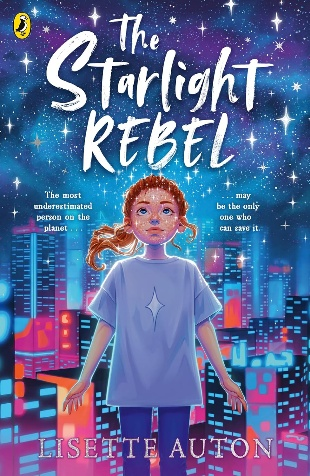 The
Starlight
REBEL
The most
underestimated
person on the
planet . . .
. . . may
be the only
one who
can save it.
LISETTE AUTON